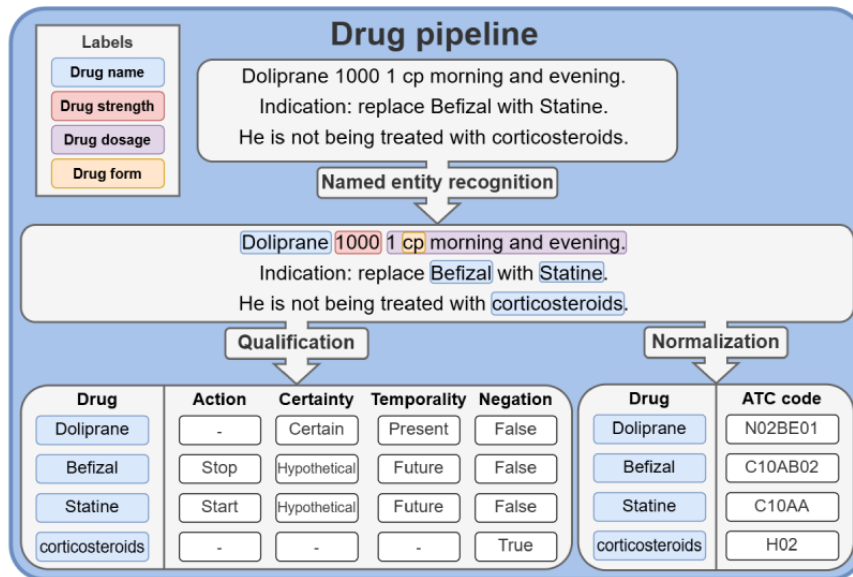 Drug pipeline
Labels
Drug name
Drug strength
Drug dosage
Drug form
Doliprane 1000 1 cp morning and evening.
Indication: replace Befizal with Statine.
He is not being treated with corticosteroids.
Named entity recognition
Doliprane 1000 1 cp morning and evening.
Indication: replace Befizal with Statine.
He is not being treated with corticosteroids.
Qualification
Normalization
Drug Action Certainty Temporality Negation
Doliprane - Certain Present False
Befizal Stop Hypothetical Future False
Statine Start Hypothetical Future False
corticosteroids - - - True
Drug ATC code
Doliprane N02BE01
Befizal C10AB02
Statine C10AA
corticosteroids H02